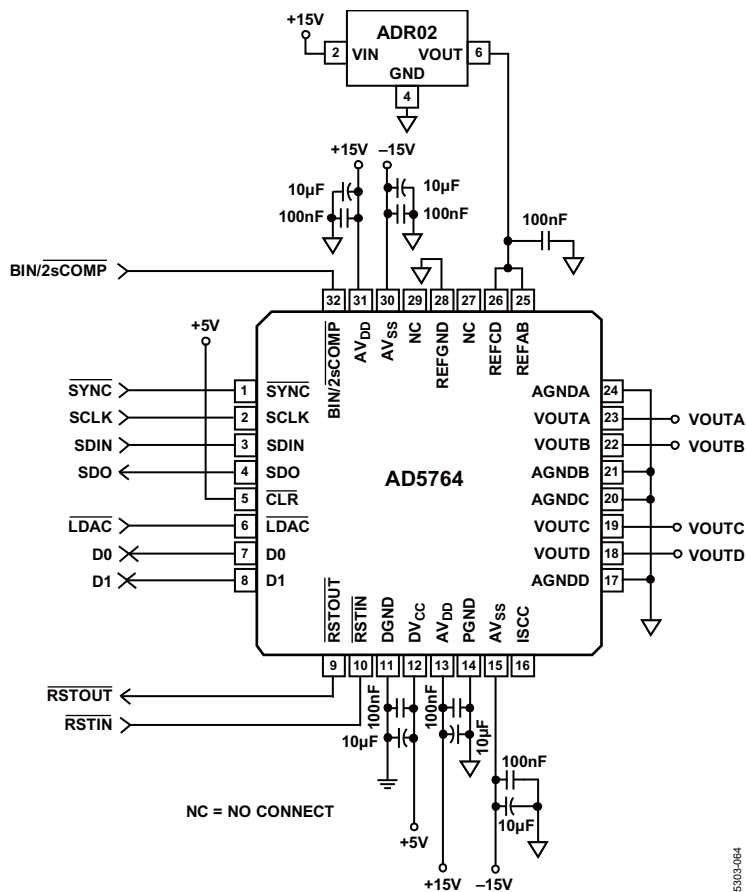 +15V
ADR02
2 VIN VOUT 6
GND
4
+15V –15V
10µF 10µF
100nF 100nF
100nF
BIN/2sCOMP
32 31 30 29 28 27 26 25
+5V
BIN/2sCOMP AVDD AVSS NC REFGND NC REFCD REFAB
SYNC 1 SYNC AGNDA 24
SCLK 2 SCLK VOUTA 23 VOUTA
SDIN 3 SDIN VOUTB 22 VOUTB
SDO 4 SDO AD5764 AGNDB 21
5 CLR AGNDC 20
LDAC 6 LDAC VOUTC 19 VOUTC
D0 7 D0 VOUTD 18 VOUTD
D1 8 D1 AGNDD 17
RSTOUT RSTIN DGND DVCC AVDD PGND AVSS ISCC
9 10 11 12 13 14 15 16
RSTOUT
RSTIN
100nF 100nF
10µF 10µF
100nF
10µF
NC = NO CONNECT
+5V
+15V –15V
5303-064